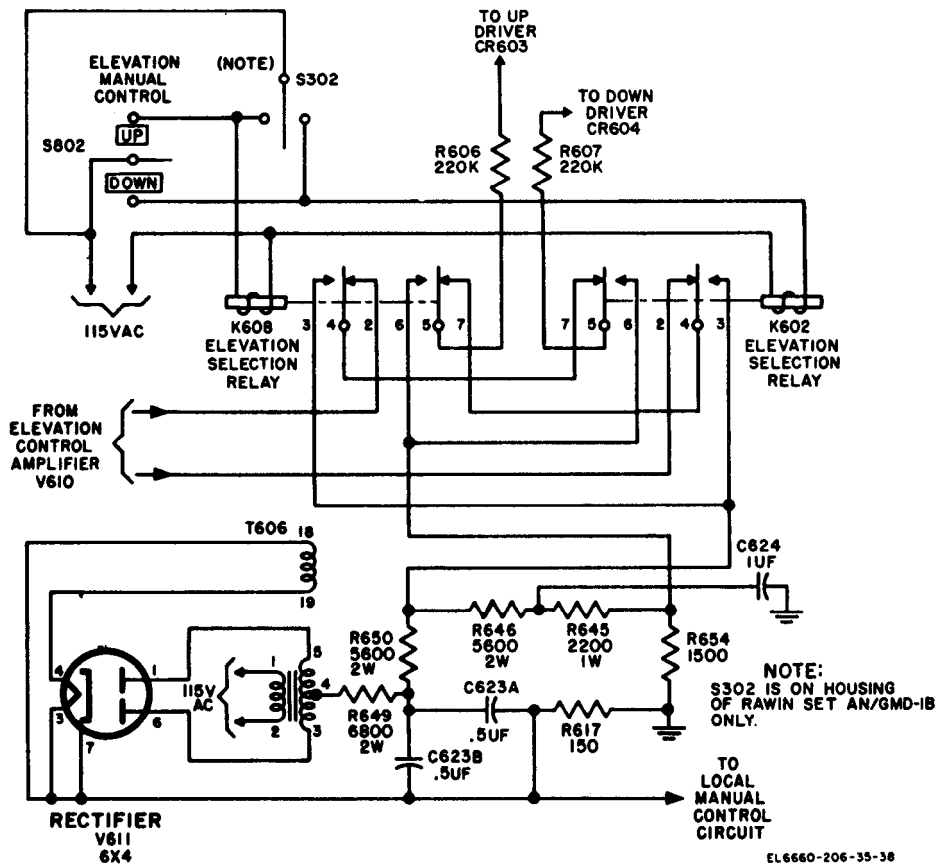 TO UP
DRIVER
CR603
ELEVATION
MANUAL
CONTROL
(NOTE)
S302
TO DOWN
DRIVER
CR604
UP
S802
DOWN
R606
220K
R607
220K
115VAC
K608
ELEVATION
SELECTION
RELAY
3 4 2 6 5 7
7 5 6 2 4 3
K602
ELEVATION
SELECTION
RELAY
FROM
ELEVATION
CONTROL
AMPLIFIER
V610
T606
18
19
C624
1UF
R650
5600
2W
R646
5600
2W
R645
2200
1W
R654
1500
4
3
7
1
6
115V
AC
1
2
5
4
3
R649
6800
2W
C623A
.5UF
R617
150
C623B
.5UF
NOTE:
S302 IS ON HOUSING
OF RAWIN SET AN/GMD-1B
ONLY.
TO
LOCAL
MANUAL
CONTROL
CIRCUIT
RECTIFIER
V611
6X4
EL6660-206-35-38